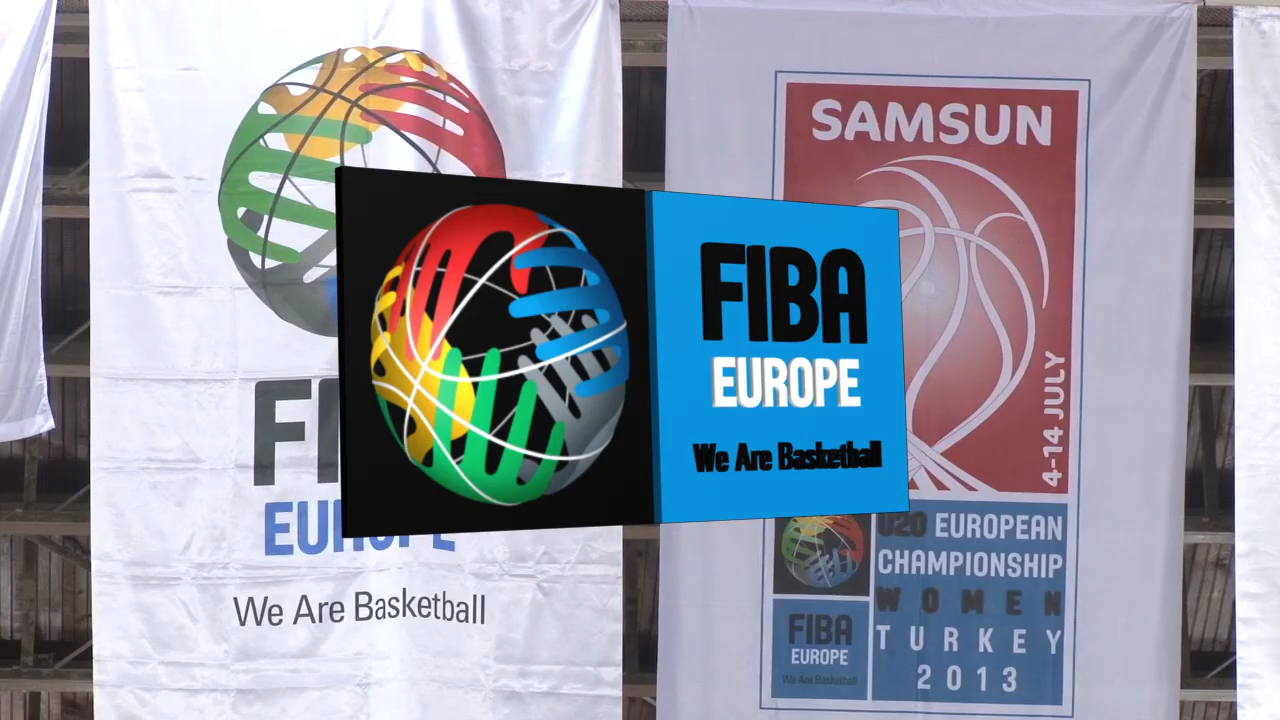 FIBA
EUROPE
We Are Basketball
EUROPE
We Are Basketball
SAMSUN
4-14 JULY
U20 EUROPEAN
CHAMPIONSHIP
WOMEN
TURKEY
2013
FIBA
EUROPE
We Are Basketball